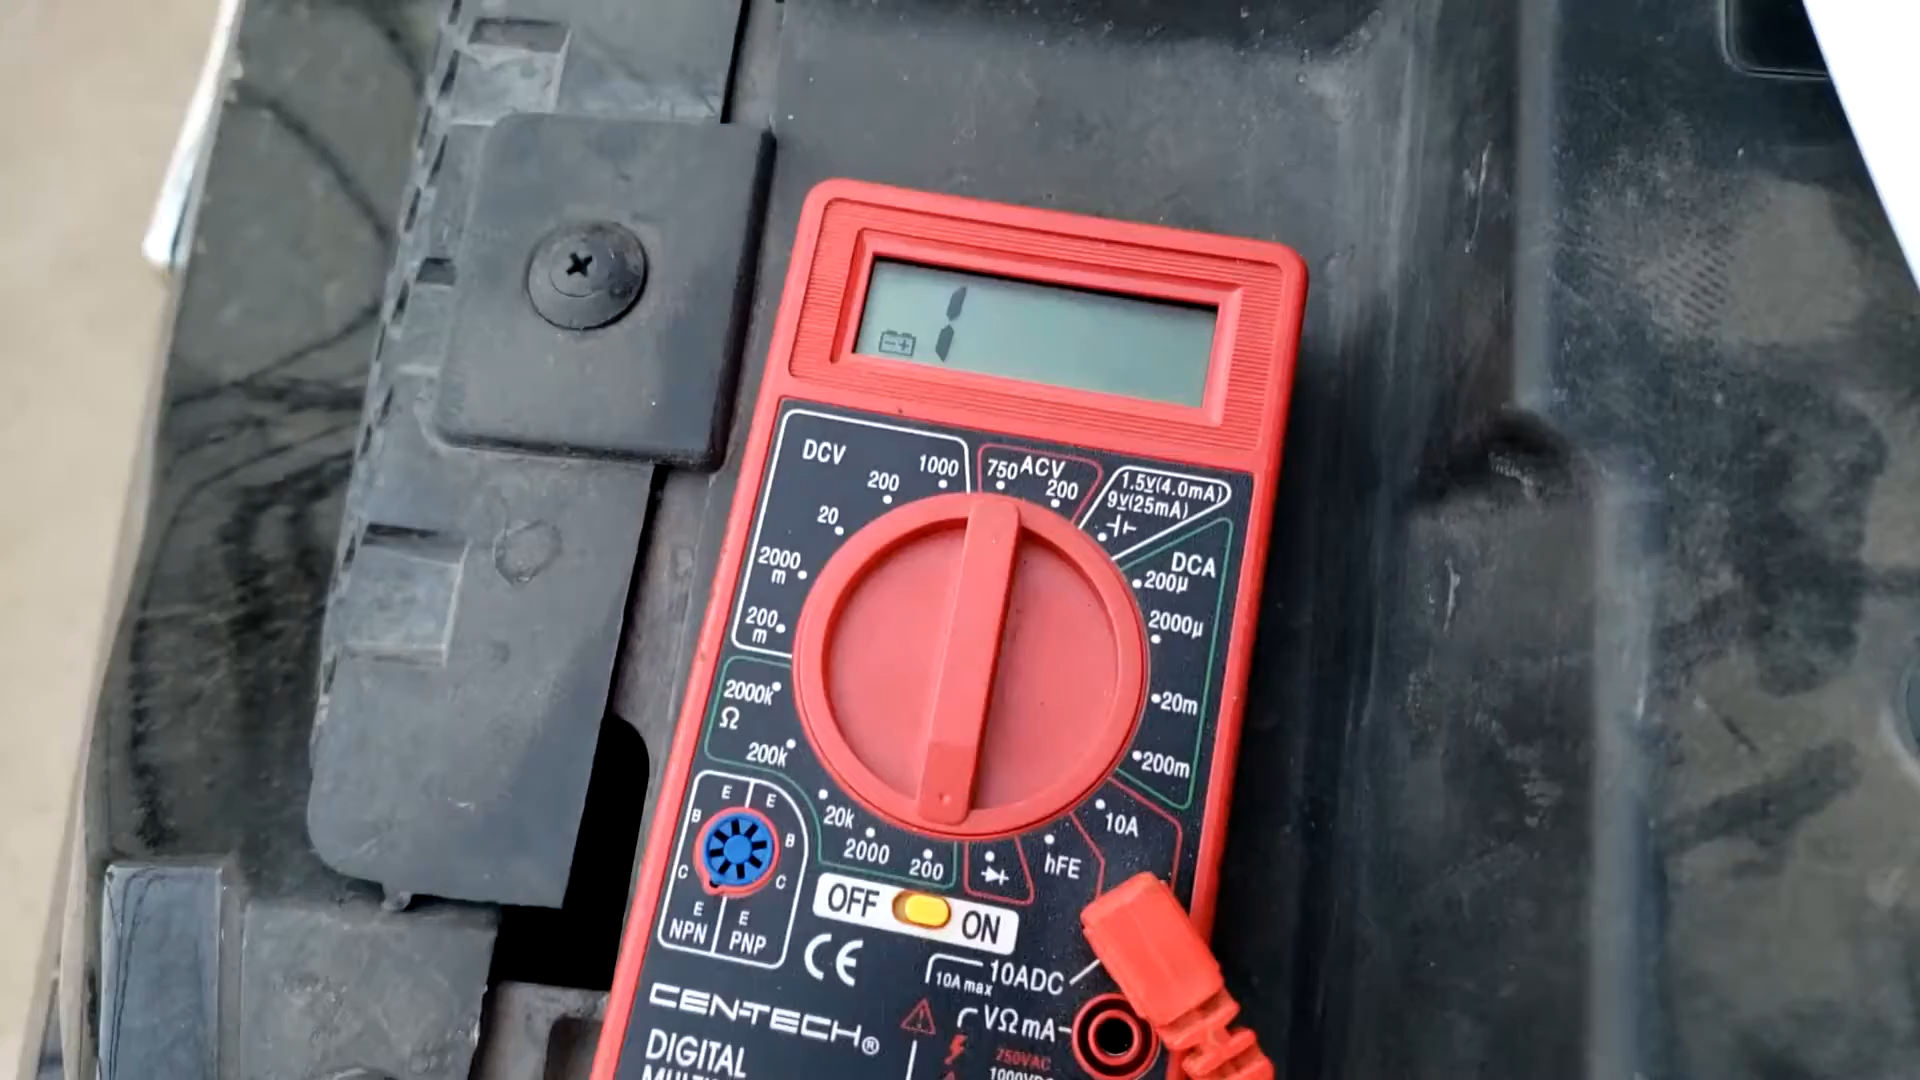 1
DCV
1000
750 ACV
200
200
1.5V(4.0mA)
9V(25mA)
20
DCA
200µ
2000
m
2000µ
200
m
2000k
Ω
20m
200k
200m
20k
10A
2000
200
hFE
E E
B B
C C
E E
NPN PNP
OFF ON
CE
10ADC
10A max
VΩmA
CEN-TECH®
750VAC
DIGITAL